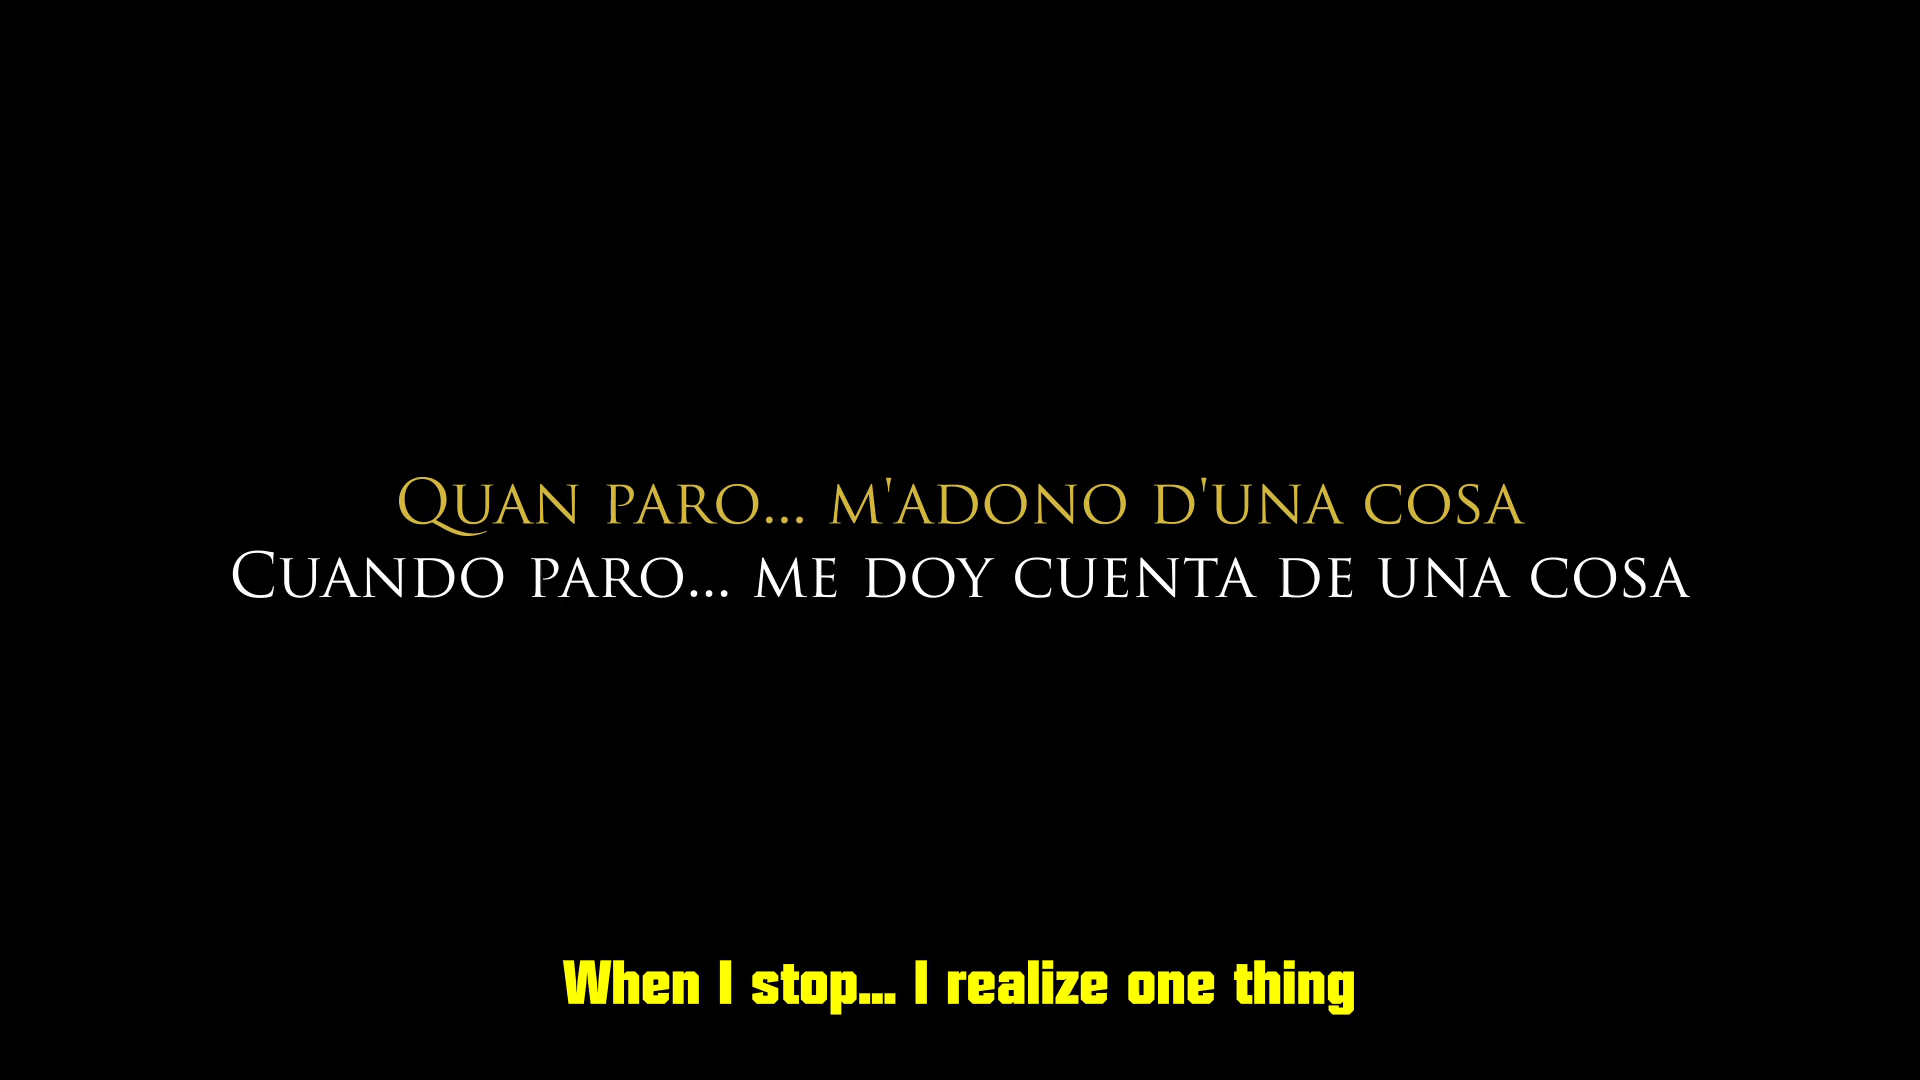 Quan paro... m'adono d'una cosa
Cuando paro... me doy cuenta de una cosa
When I stop... I realize one thing